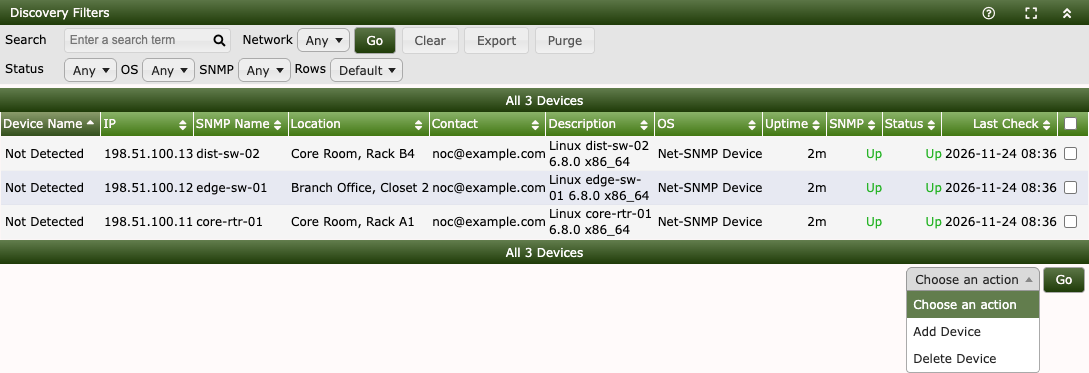 Discovery Filters
Search Enter a search term Network Any Go Clear Export Purge
Status Any OS Any SNMP Any Rows Default
All 3 Devices
Device Name IP SNMP Name Location Contact Description OS Uptime SNMP Status Last Check
Not Detected 198.51.100.13 dist-sw-02 Core Room, Rack B4 noc@example.com Linux dist-sw-02 6.8.0 x86_64 Net-SNMP Device 2m Up Up 2026-11-24 08:36
Not Detected 198.51.100.12 edge-sw-01 Branch Office, Closet 2 noc@example.com Linux edge-sw-01 6.8.0 x86_64 Net-SNMP Device 2m Up Up 2026-11-24 08:36
Not Detected 198.51.100.11 core-rtr-01 Core Room, Rack A1 noc@example.com Linux core-rtr-01 6.8.0 x86_64 Net-SNMP Device 2m Up Up 2026-11-24 08:36
All 3 Devices
Choose an action Go
Choose an action
Add Device
Delete Device